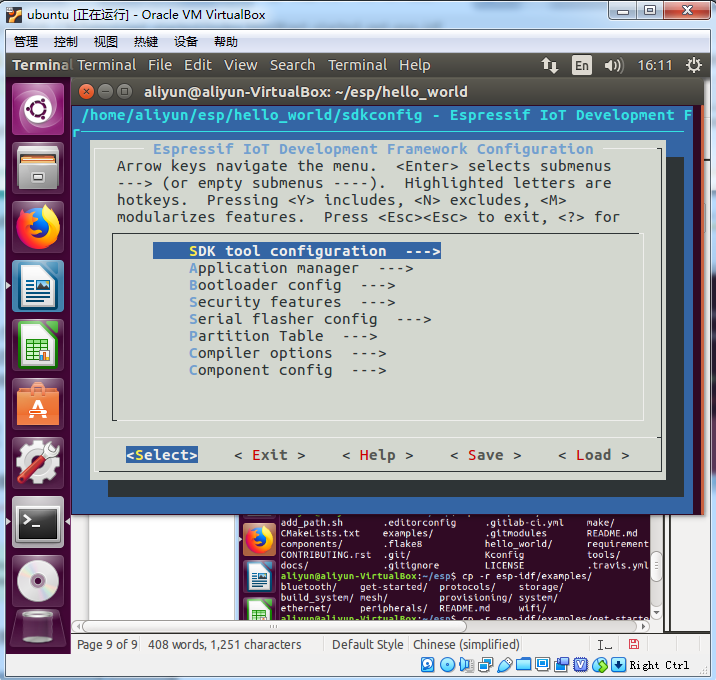 ubuntu [正在运行] - Oracle VM VirtualBox
管理 控制 视图 热键 设备 帮助
Terminal Terminal File Edit View Search Terminal Help En 16:11
aliyun@aliyun-VirtualBox: ~/esp/hello_world
/home/aliyun/esp/hello_world/sdkconfig - Espressif IoT Development F
Espressif IoT Development Framework Configuration
Arrow keys navigate the menu. <Enter> selects submenus
---> (or empty submenus ----). Highlighted letters are
hotkeys. Pressing <Y> includes, <N> excludes, <M>
modularizes features. Press <Esc><Esc> to exit, <?> for
SDK tool configuration --->
Application manager --->
Bootloader config --->
Security features --->
Serial flasher config --->
Partition Table --->
Compiler options --->
Component config --->
<Select> < Exit > < Help > < Save > < Load >
add_path.sh .editorconfig .gitlab-ci.yml make/
CMakeLists.txt examples/ .gitmodules README.md
components/ .flake8 hello_world/ requirement
CONTRIBUTING.rst .git/ Kconfig tools/
docs/ .gitignore LICENSE .travis.yml
aliyun@aliyun-VirtualBox:~/esp$ cp -r esp-idf/examples/
bluetooth/ get-started/ protocols/ storage/
build_system/ mesh/ provisioning/ system/
ethernet/ peripherals/ README.md wifi/
aliyun@aliyun-VirtualBox:~/esp$ cp -r esp-idf/examples/get-starte
Page 9 of 9 408 words, 1,251 characters Default Style Chinese (simplified)
Right Ctrl